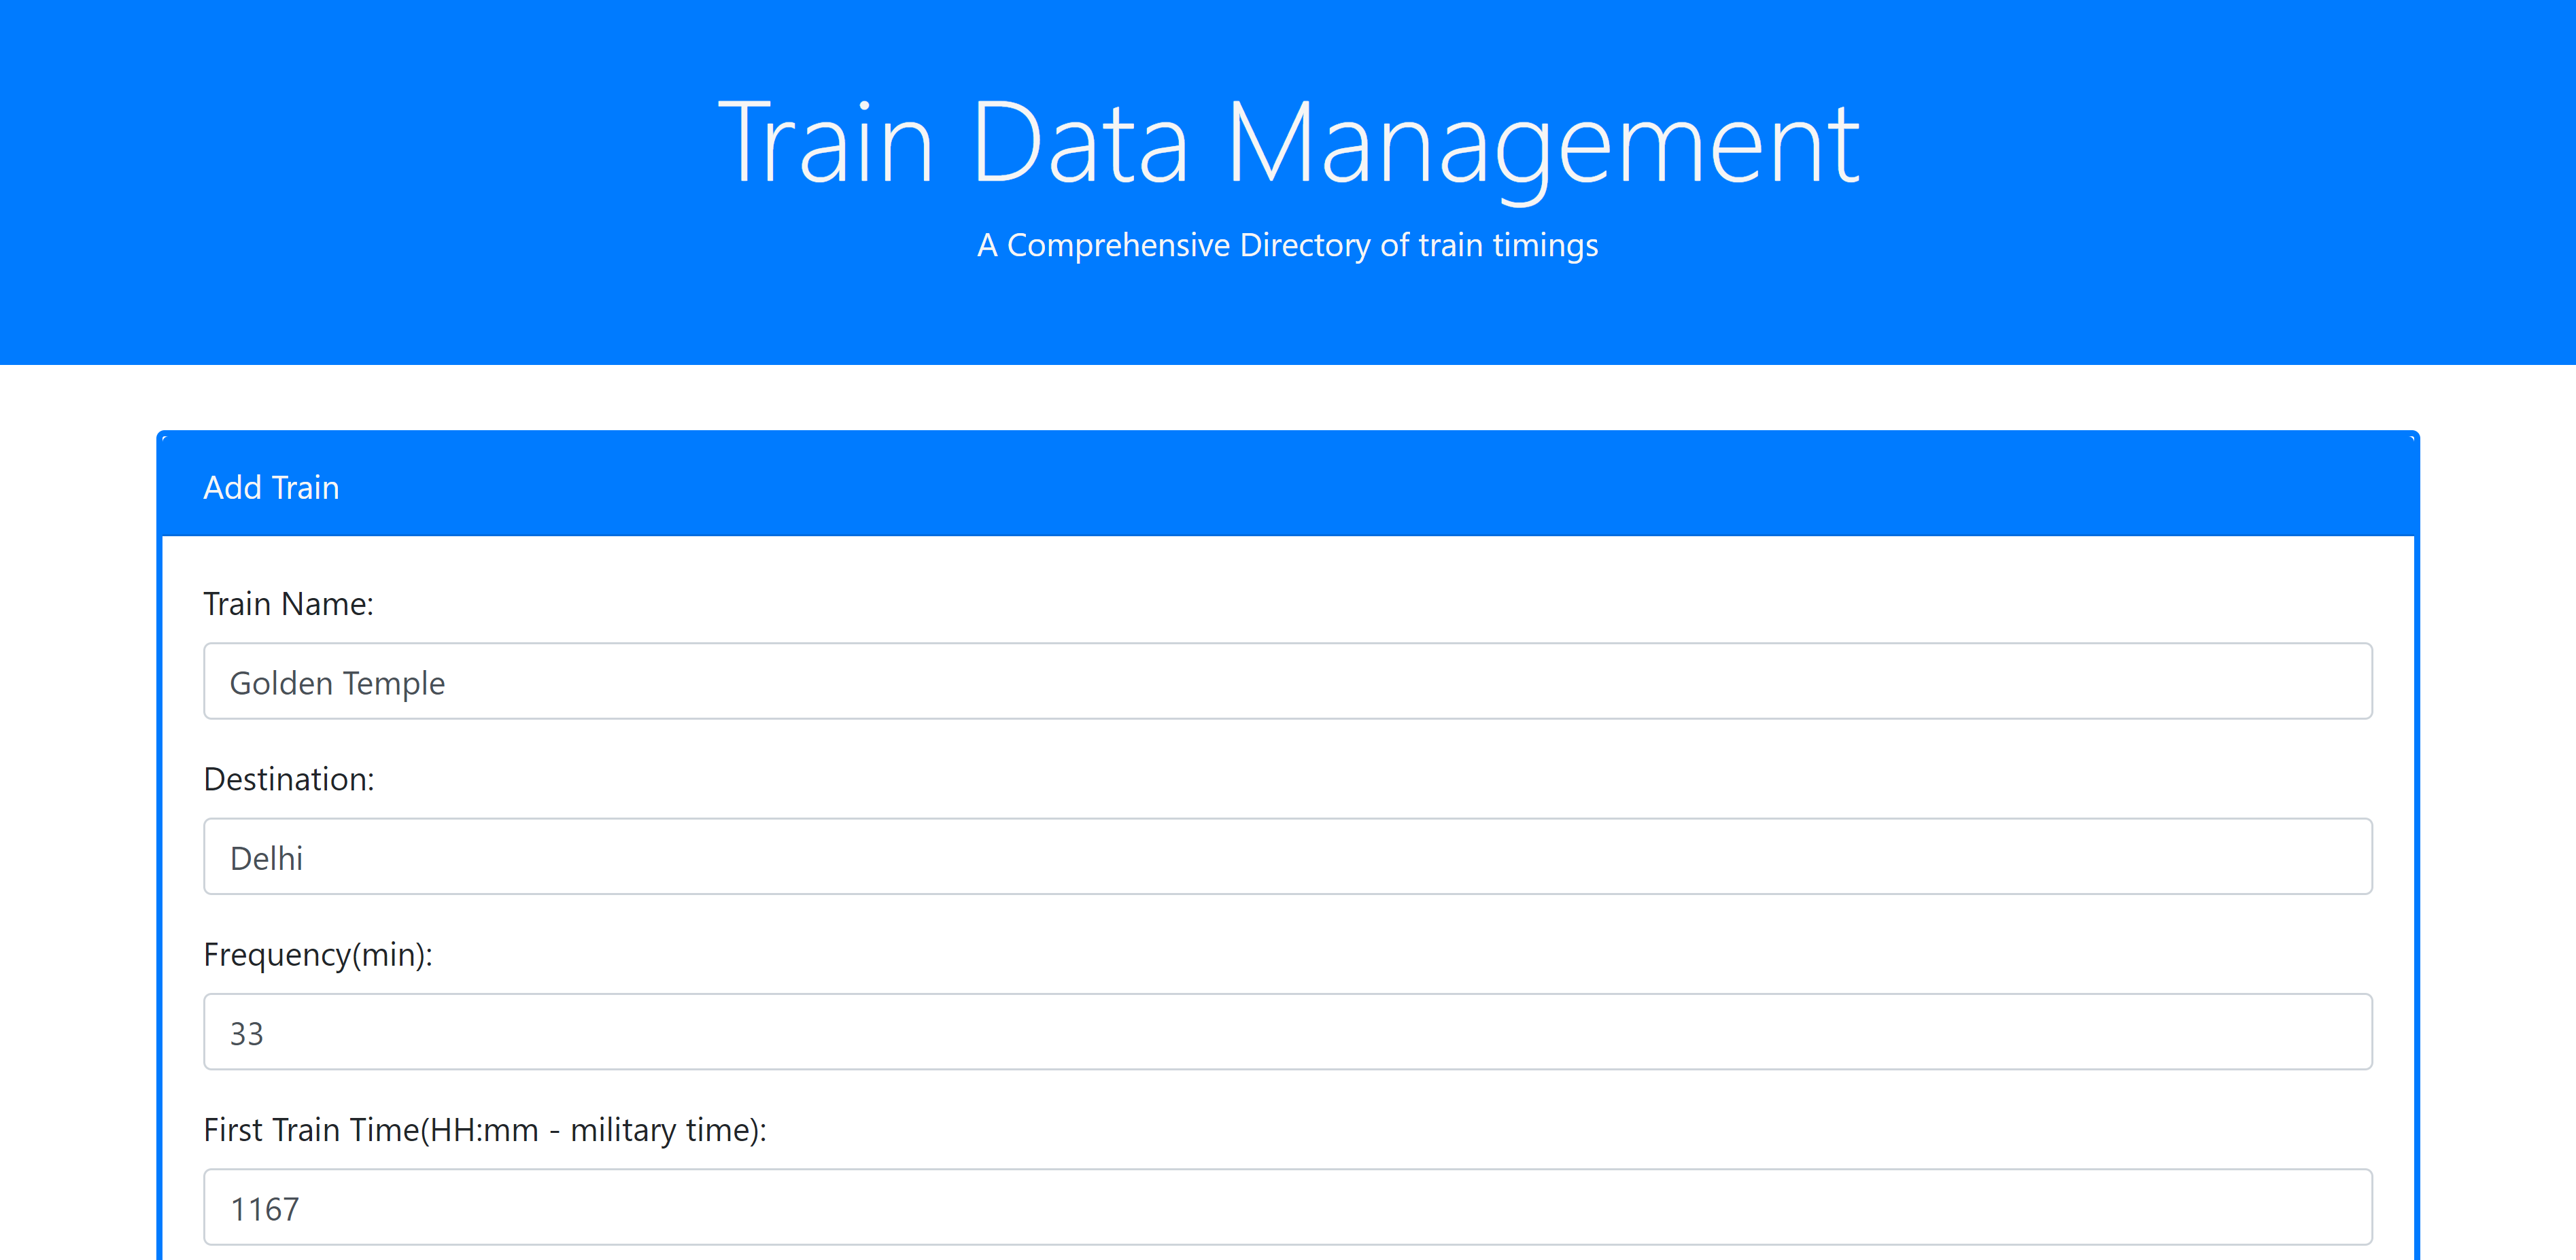 Train Data Management
A Comprehensive Directory of train timings
Add Train
Train Name:
Golden Temple
Destination:
Delhi
Frequency(min):
33
First Train Time(HH:mm - military time):
1167